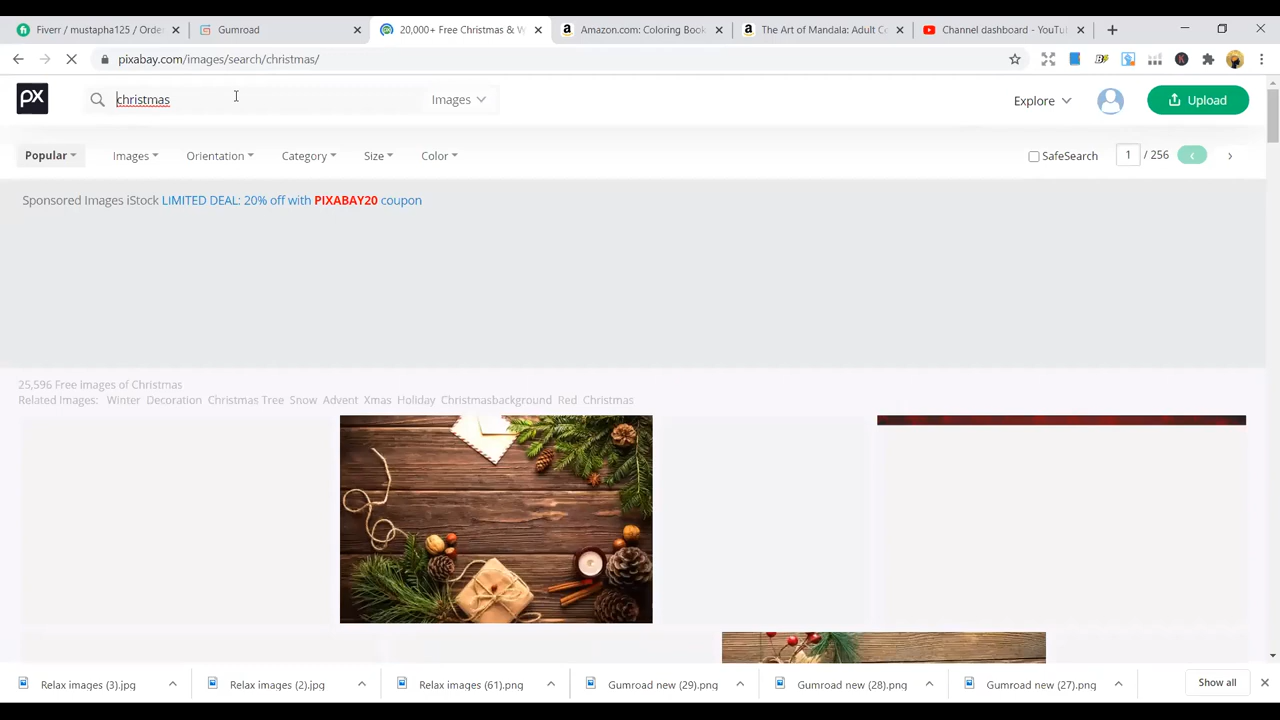 Fiverr / mustapha125 / Orde
Gumroad
20,000+ Free Christmas & W
Amazon.com: Coloring Book
The Art of Mandala: Adult Co
Channel dashboard - YouTu
pixabay.com/images/search/christmas/
px
christmas
Images
Explore
Upload
Popular
Images
Orientation
Category
Size
Color
SafeSearch
1 / 256
Sponsored Images iStock LIMITED DEAL: 20% off with PIXABAY20 coupon
25,596 Free Images of Christmas
Related Images: Winter Decoration Christmas Tree Snow Advent Xmas Holiday Christmasbackground Red Christmas
Relax images (3).jpg
Relax images (2).jpg
Relax images (61).png
Gumroad new (29).png
Gumroad new (28).png
Gumroad new (27).png
Show all